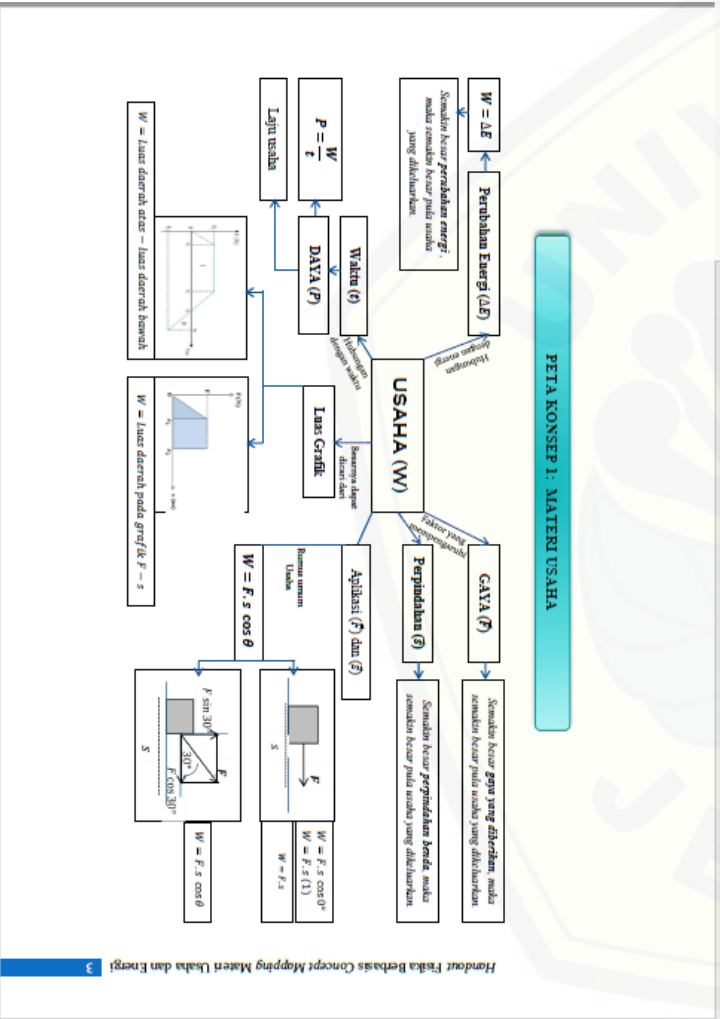 PETA KONSEP 1: MATERI USAHA
W = ΔE
Perubahan Energi (ΔE)
Semakin besar perubahan energi,
maka semakin besar pula usaha
yang dikeluarkan.
Hubungan
dengan energi
GAYA (F⃗)
Semakin besar gaya yang diberikan, maka
semakin besar pula usaha yang dikeluarkan.
Faktor yang
mempengaruhi
Perpindahan (s⃗)
Semakin besar perpindahan benda, maka
semakin besar pula usaha yang dikeluarkan.
USAHA (W)
Hubungan
dengan waktu
Waktu (t)
DAYA (P)
P = W/t
Laju usaha
Besarnya dapat
dicari dari
Luas Grafik
W = Luas daerah atas − luas daerah bawah
W = Luas daerah pada grafik F − s
Aplikasi (F⃗) dan (s⃗)
Rumus umum
Usaha
W = F.s cos θ
F
s
W = F.s cos 0°
W = F.s (1)
W = F.s
F sin 30°
F
30°
F cos 30°
s
W = F.s cos θ
Handout Fisika Berbasis Concept Mapping Materi Usaha dan Energi
3